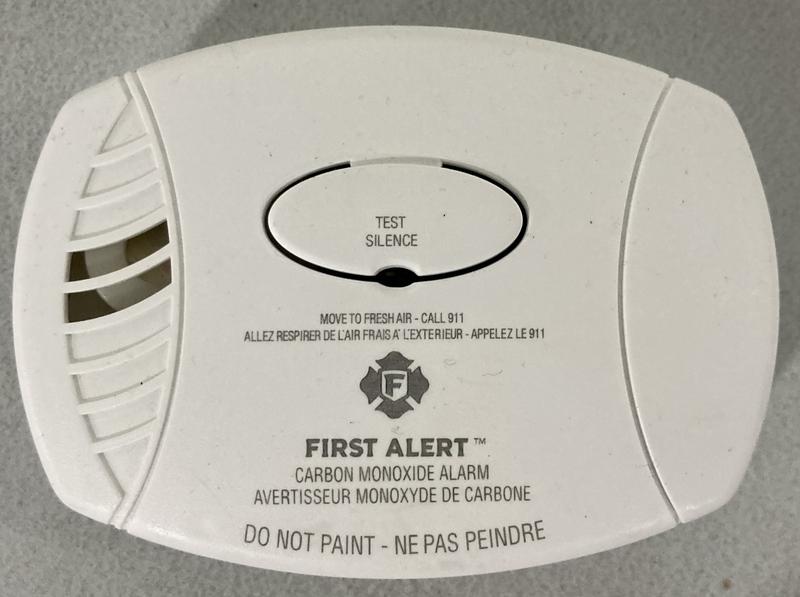 TEST
SILENCE
MOVE TO FRESH AIR - CALL 911
ALLEZ RESPIRER DE L'AIR FRAIS A' L'EXTERIEUR - APPELEZ LE 911
F
FIRST ALERT™
CARBON MONOXIDE ALARM
AVERTISSEUR MONOXYDE DE CARBONE
DO NOT PAINT - NE PAS PEINDRE